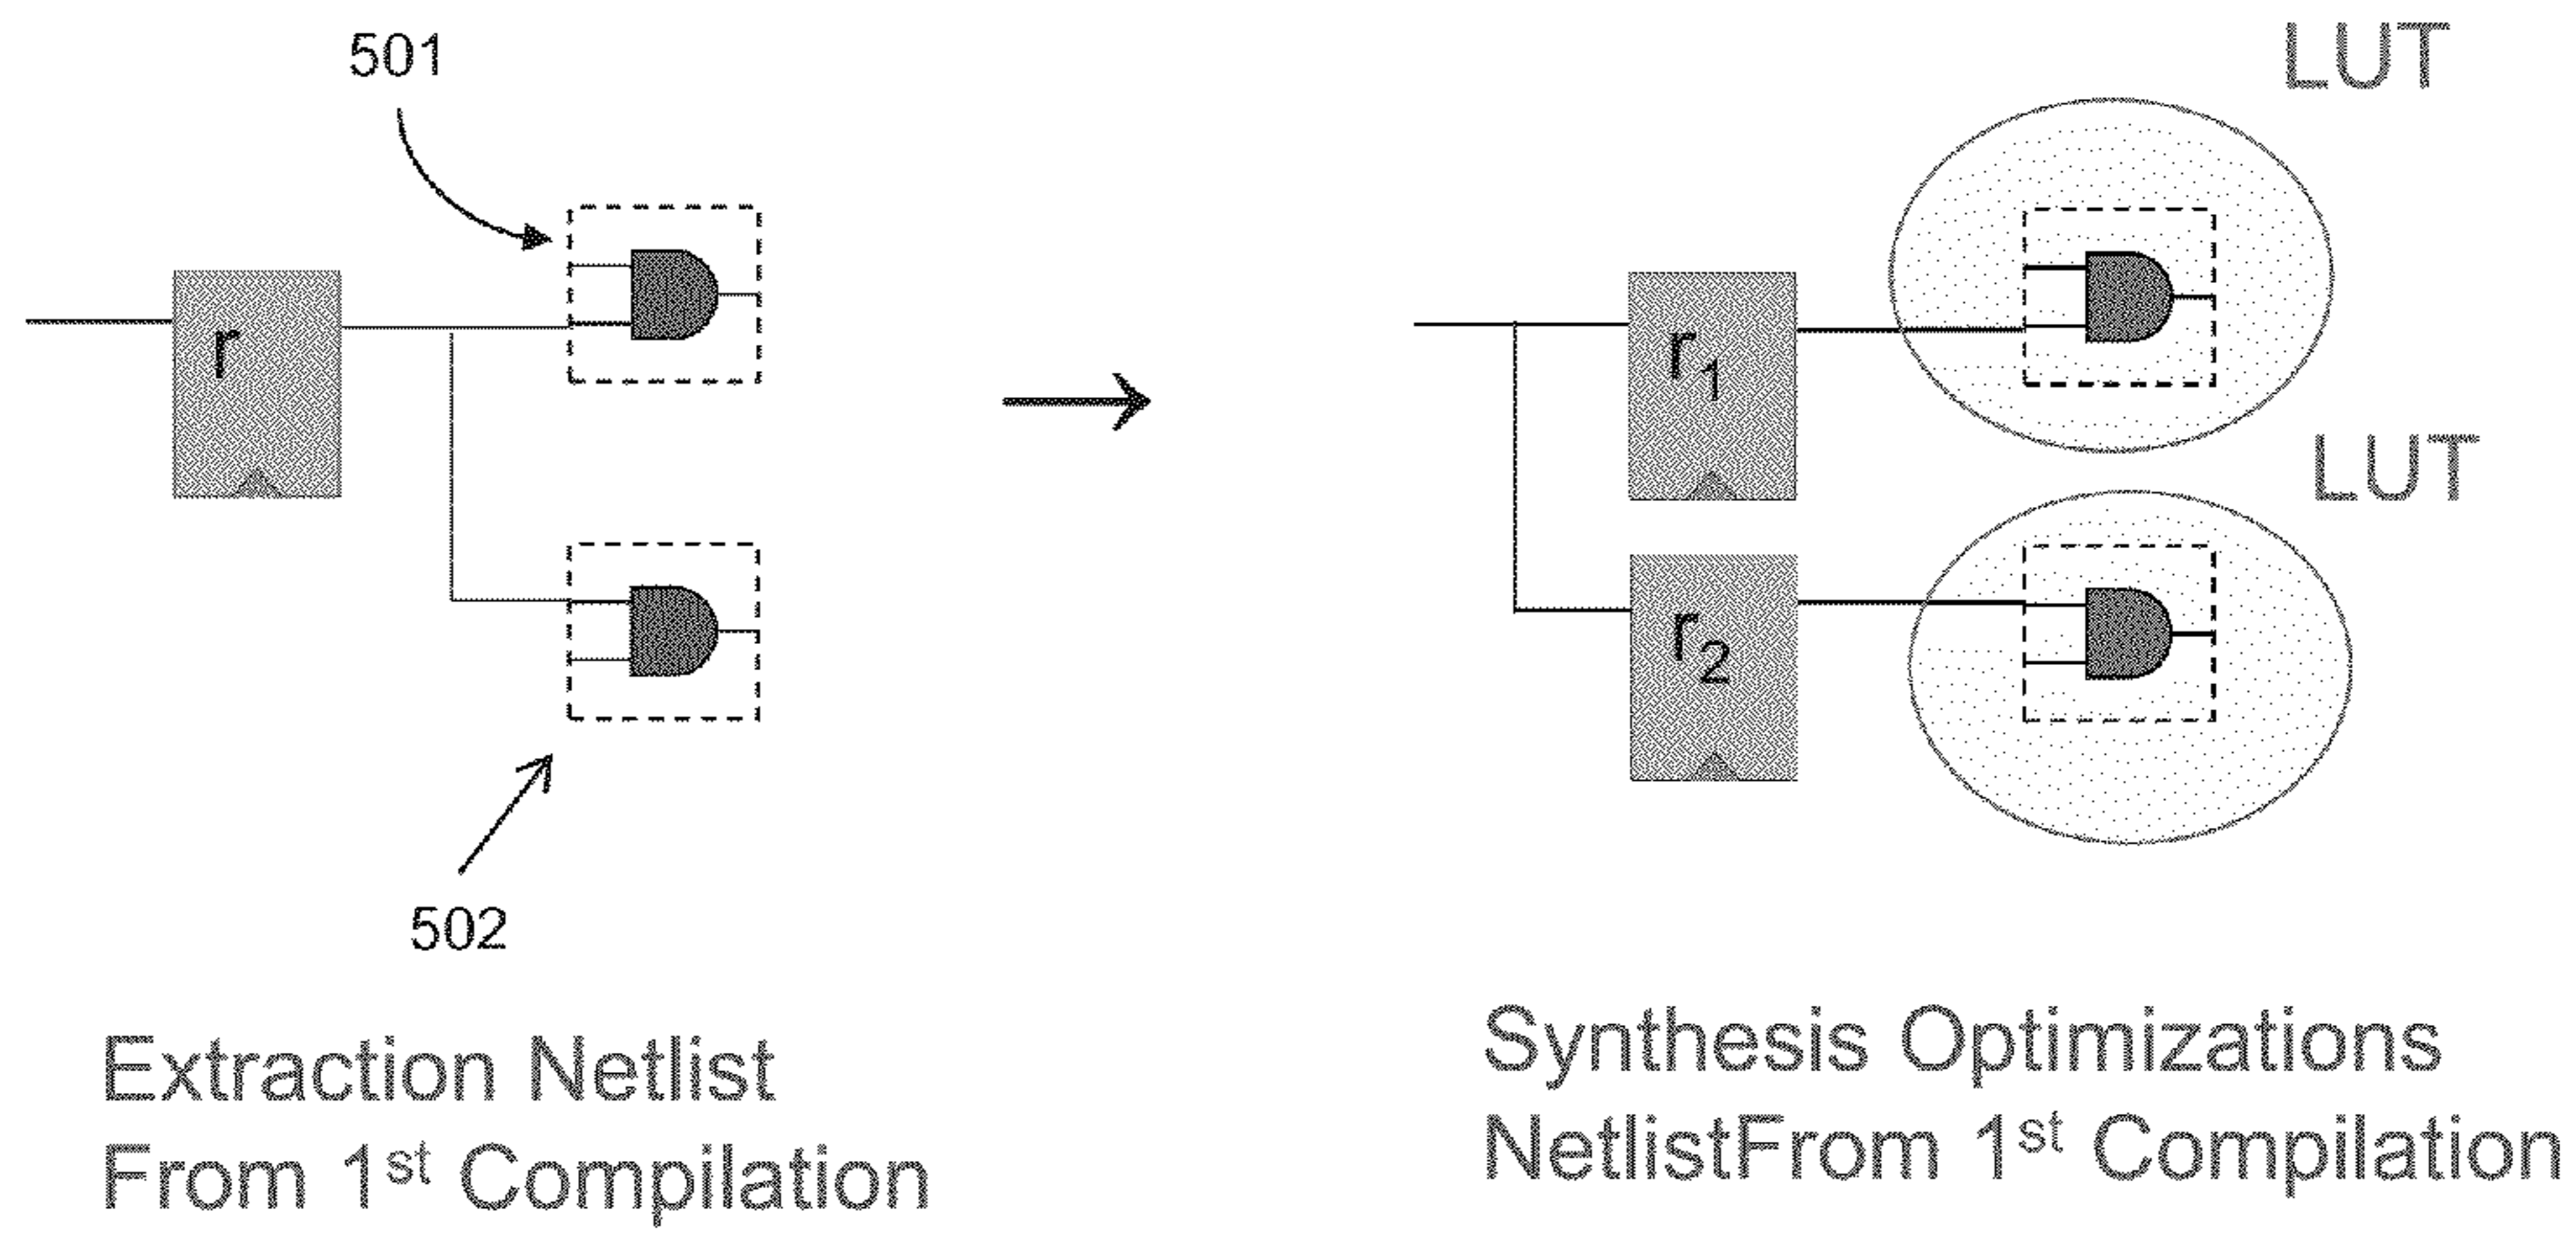 501
LUT
r
r1
LUT
r2
502
Extraction Netlist
From 1st Compilation
Synthesis Optimizations
NetlistFrom 1st Compilation